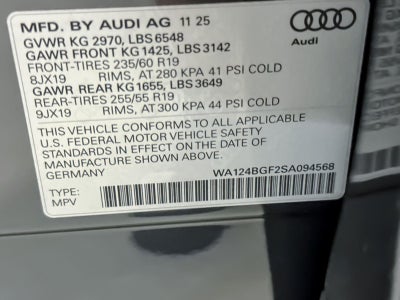 MFD. BY AUDI AG 11 25
GVWR KG 2970, LBS 6548
GAWR FRONT KG 1425, LBS 3142
FRONT-TIRES 235/60 R19
8JX19 RIMS, AT 280 KPA 41 PSI COLD
GAWR REAR KG 1655, LBS 3649
REAR-TIRES 255/55 R19
9JX19 RIMS, AT 300 KPA 44 PSI COLD
THIS VEHICLE CONFORMS TO ALL APPLICABLE
U.S. FEDERAL MOTOR VEHICLE SAFETY
STANDARDS IN EFFECT ON THE DATE OF
MANUFACTURE SHOWN ABOVE.
GERMANY
WA124BGF2SA094568
TYPE:
MPV
Audi